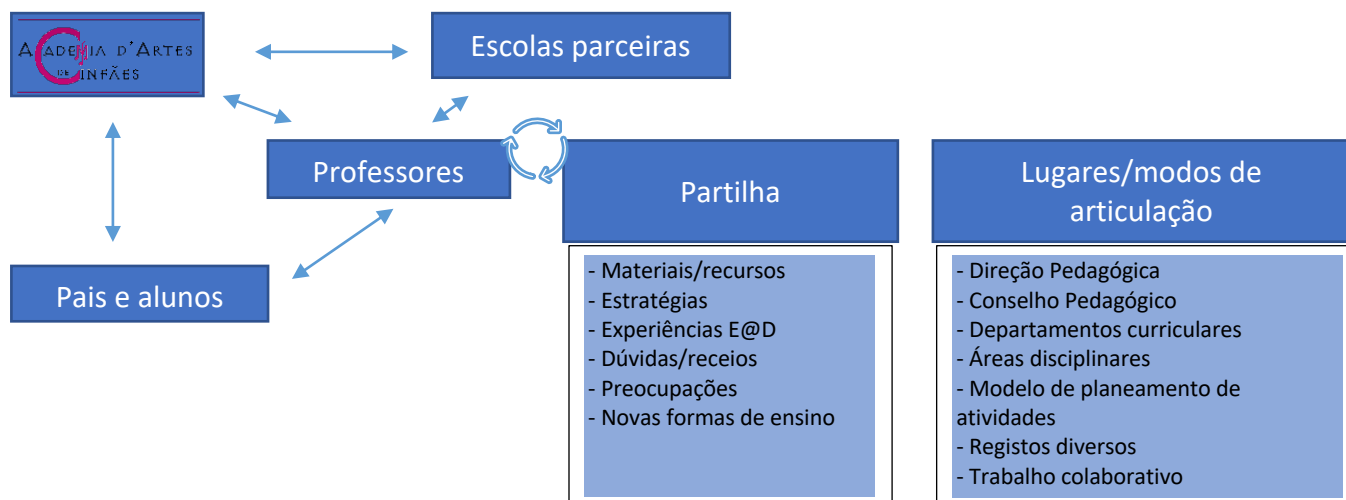 ACADEMIA D'ARTES
DE CINFÃES
Escolas parceiras
Professores
Pais e alunos
Partilha
- Materiais/recursos
- Estratégias
- Experiências E@D
- Dúvidas/receios
- Preocupações
- Novas formas de ensino
Lugares/modos de
articulação
- Direção Pedagógica
- Conselho Pedagógico
- Departamentos curriculares
- Áreas disciplinares
- Modelo de planeamento de
atividades
- Registos diversos
- Trabalho colaborativo